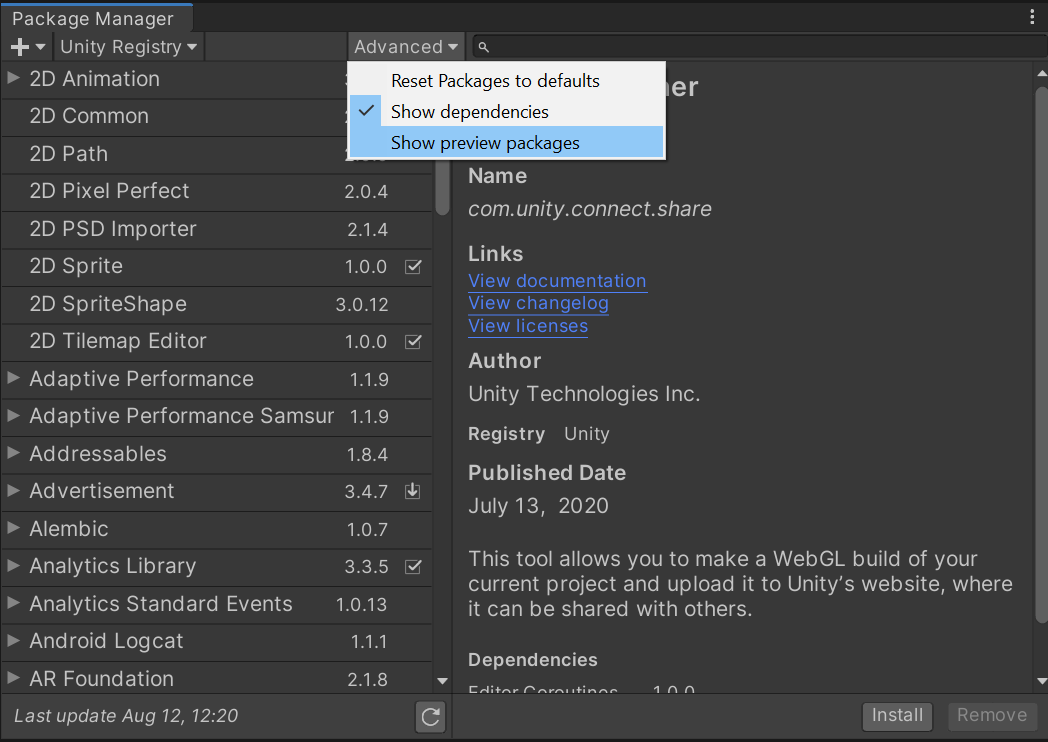 Package Manager
Unity Registry
Advanced
Reset Packages to defaults
Show dependencies
Show preview packages
2D Animation
2D Common
2D Path
2D Pixel Perfect 2.0.4
2D PSD Importer 2.1.4
2D Sprite 1.0.0
2D SpriteShape 3.0.12
2D Tilemap Editor 1.0.0
Adaptive Performance 1.1.9
Adaptive Performance Samsur 1.1.9
Addressables 1.8.4
Advertisement 3.4.7
Alembic 1.0.7
Analytics Library 3.3.5
Analytics Standard Events 1.0.13
Android Logcat 1.1.1
AR Foundation 2.1.8
Last update Aug 12, 12:20
her
Name
com.unity.connect.share
Links
View documentation
View changelog
View licenses
Author
Unity Technologies Inc.
Registry Unity
Published Date
July 13, 2020
This tool allows you to make a WebGL build of your
current project and upload it to Unity's website, where
it can be shared with others.
Dependencies
Editor Coroutines 1.0.0
Install
Remove